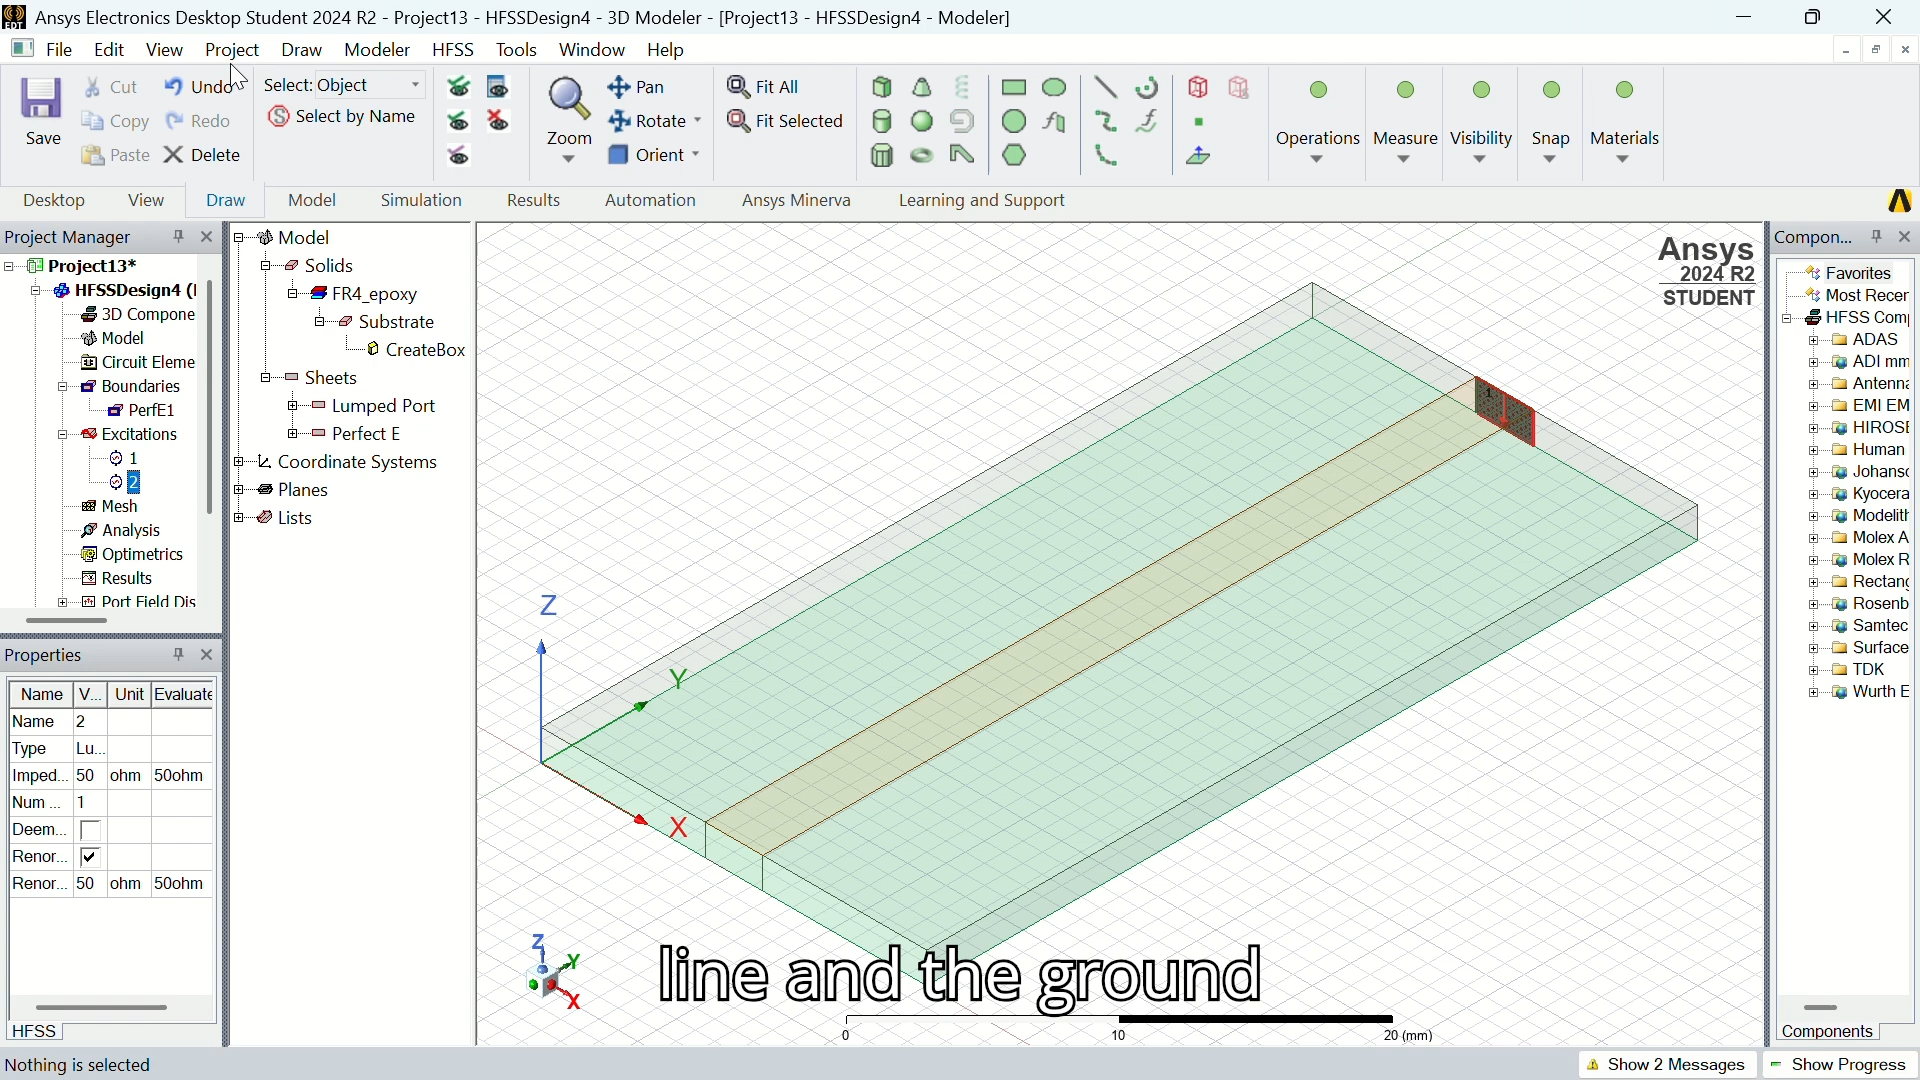 Ansys Electronics Desktop Student 2024 R2 - Project13 - HFSSDesign4 - 3D Modeler - [Project13 - HFSSDesign4 - Modeler]
File Edit View Project Draw Modeler HFSS Tools Window Help
Save
Cut
Copy
Paste
Undo
Redo
Delete
Select: Object
Select by Name
Zoom
Pan
Rotate
Orient
Fit All
Fit Selected
Operations
Measure
Visibility
Snap
Materials
Desktop View Draw Model Simulation Results Automation Ansys Minerva Learning and Support
Project Manager
Project13*
HFSSDesign4 (
3D Compone
Model
Circuit Eleme
Boundaries
PerfE1
Excitations
1
2
Mesh
Analysis
Optimetrics
Results
Port Field Dis
Properties
Name V... Unit Evaluate
Name 2
Type Lu...
Imped... 50 ohm 50ohm
Num ... 1
Deem...
Renor...
Renor... 50 ohm 50ohm
HFSS
Model
Solids
FR4_epoxy
Substrate
CreateBox
Sheets
Lumped Port
Perfect E
Coordinate Systems
Planes
Lists
Ansys
2024 R2
STUDENT
1
Z
Y
X
Z
Y
X
line and the ground
0 10 20 (mm)
Compon...
Favorites
Most Recen
HFSS Com
ADAS
ADI mm
Antenna
EMI EM
HIROSE
Human
Johanso
Kyocera
Modelith
Molex A
Molex R
Rectang
Rosenb
Samtec
Surface
TDK
Wurth E
Components
Nothing is selected
Show 2 Messages
Show Progress